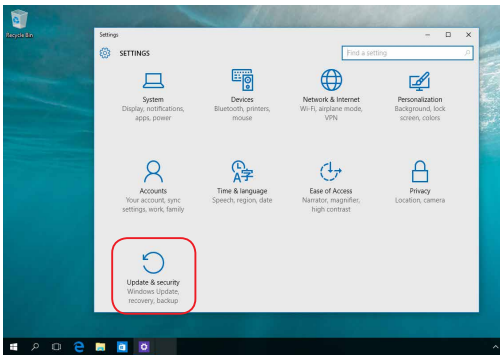 Recycle Bin
Settings
SETTINGS
Find a setting
System
Display, notifications,
apps, power
Devices
Bluetooth, printers,
mouse
Network & Internet
Wi-Fi, airplane mode,
VPN
Personalization
Background, lock
screen, colors
Accounts
Your account, sync
settings, work, family
Time & language
Speech, region, date
Ease of Access
Narrator, magnifier,
high contrast
Privacy
Location, camera
Update & security
Windows Update,
recovery, backup